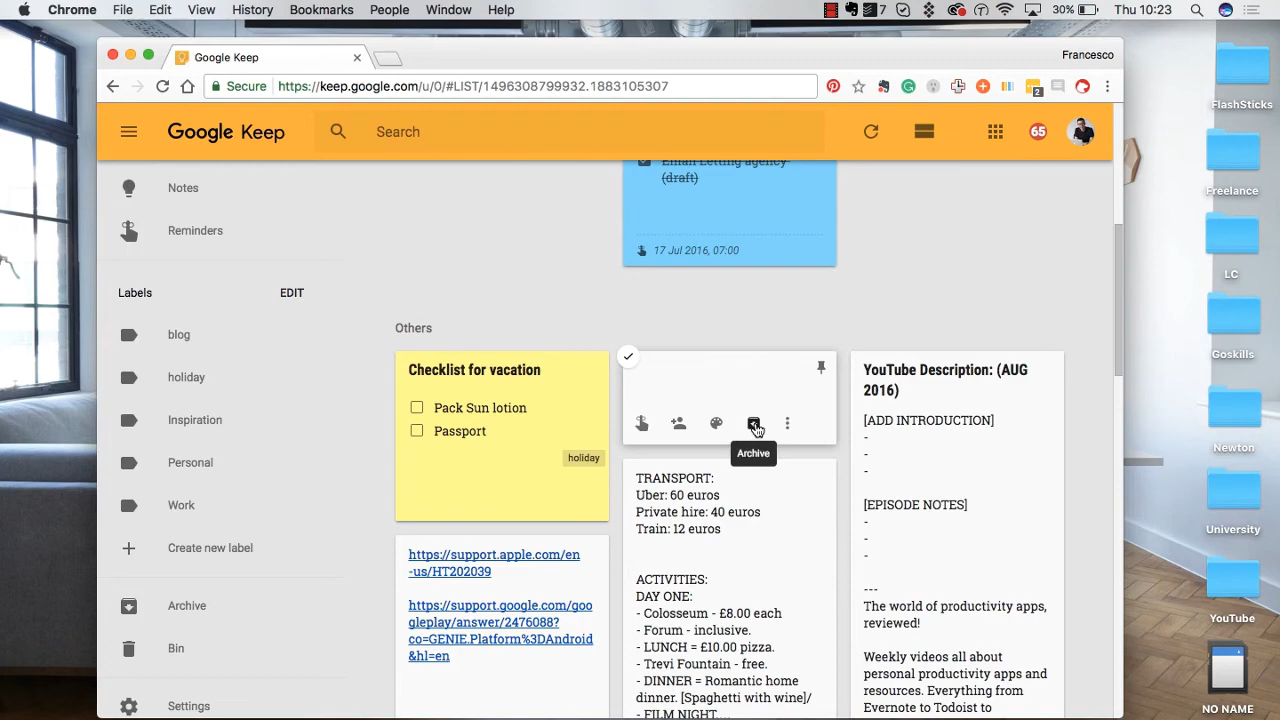 Chrome File Edit View History Bookmarks People Window Help
7 30% Thu 10:23
Google Keep
Francesco
Secure https://keep.google.com/u/0/#LIST/1496308799932.1883105307
2
Google Keep
Search
65
Notes
Reminders
Labels EDIT
blog
holiday
Inspiration
Personal
Work
Create new label
Archive
Bin
Settings
Email Letting agency
(draft)
17 Jul 2016, 07:00
Others
Checklist for vacation
Pack Sun lotion
Passport
holiday
https://support.apple.com/en
-us/HT202039
https://support.google.com/goo
gleplay/answer/2476088?
co=GENIE.Platform%3DAndroid
&hl=en
Archive
TRANSPORT:
Uber: 60 euros
Private hire: 40 euros
Train: 12 euros
ACTIVITIES:
DAY ONE:
- Colosseum - £8.00 each
- Forum - inclusive.
- LUNCH = £10.00 pizza.
- Trevi Fountain - free.
- DINNER = Romantic home
dinner. [Spaghetti with wine]/
- FILM NIGHT....
YouTube Description: (AUG
2016)
[ADD INTRODUCTION]
-
-
-
[EPISODE NOTES]
-
-
-
---
The world of productivity apps,
reviewed!
Weekly videos all about
personal productivity apps and
resources. Everything from
Evernote to Todoist to
FlashSticks
Freelance
LC
Goskills
Newton
University
YouTube
NO NAME